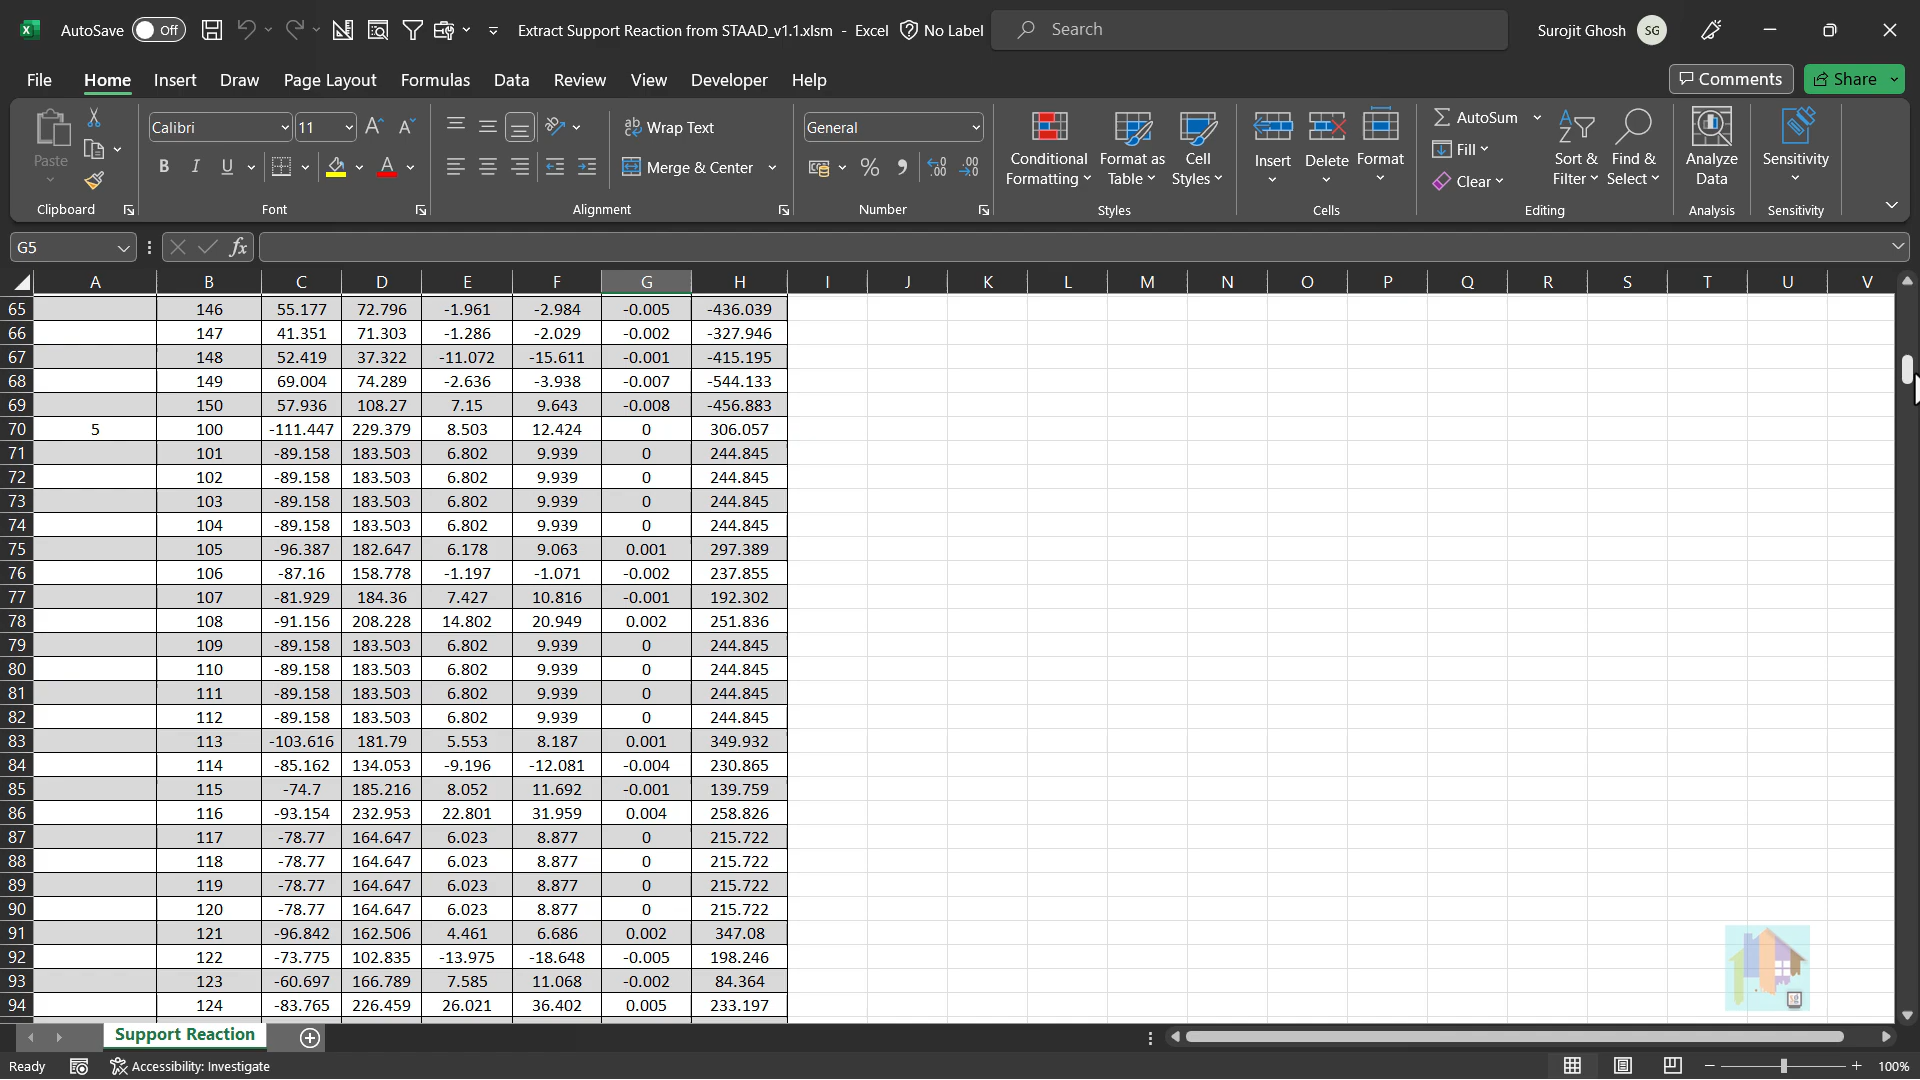 AutoSave Off Extract Support Reaction from STAAD_v1.1.xlsm - Excel No Label Search Surojit Ghosh SG
File Home Insert Draw Page Layout Formulas Data Review View Developer Help Comments Share
Paste
Clipboard
Calibri 11
B I U A
Font
ab Wrap Text
Merge & Center
Alignment
General
% .00
Number
Conditional Formatting
Format as Table
Cell Styles
Styles
Insert Delete Format
Cells
AutoSum
Fill
Clear
Sort & Filter
Find & Select
Editing
Analyze Data
Analysis
Sensitivity
Sensitivity
G5 fx
A B C D E F G H I J K L M N O P Q R S T U V
65 146 55.177 72.796 -1.961 -2.984 -0.005 -436.039
66 147 41.351 71.303 -1.286 -2.029 -0.002 -327.946
67 148 52.419 37.322 -11.072 -15.611 -0.001 -415.195
68 149 69.004 74.289 -2.636 -3.938 -0.007 -544.133
69 150 57.936 108.27 7.15 9.643 -0.008 -456.883
70 5 100 -111.447 229.379 8.503 12.424 0 306.057
71 101 -89.158 183.503 6.802 9.939 0 244.845
72 102 -89.158 183.503 6.802 9.939 0 244.845
73 103 -89.158 183.503 6.802 9.939 0 244.845
74 104 -89.158 183.503 6.802 9.939 0 244.845
75 105 -96.387 182.647 6.178 9.063 0.001 297.389
76 106 -87.16 158.778 -1.197 -1.071 -0.002 237.855
77 107 -81.929 184.36 7.427 10.816 -0.001 192.302
78 108 -91.156 208.228 14.802 20.949 0.002 251.836
79 109 -89.158 183.503 6.802 9.939 0 244.845
80 110 -89.158 183.503 6.802 9.939 0 244.845
81 111 -89.158 183.503 6.802 9.939 0 244.845
82 112 -89.158 183.503 6.802 9.939 0 244.845
83 113 -103.616 181.79 5.553 8.187 0.001 349.932
84 114 -85.162 134.053 -9.196 -12.081 -0.004 230.865
85 115 -74.7 185.216 8.052 11.692 -0.001 139.759
86 116 -93.154 232.953 22.801 31.959 0.004 258.826
87 117 -78.77 164.647 6.023 8.877 0 215.722
88 118 -78.77 164.647 6.023 8.877 0 215.722
89 119 -78.77 164.647 6.023 8.877 0 215.722
90 120 -78.77 164.647 6.023 8.877 0 215.722
91 121 -96.842 162.506 4.461 6.686 0.002 347.08
92 122 -73.775 102.835 -13.975 -18.648 -0.005 198.246
93 123 -60.697 166.789 7.585 11.068 -0.002 84.364
94 124 -83.765 226.459 26.021 36.402 0.005 233.197
Support Reaction
Ready Accessibility: Investigate 100%